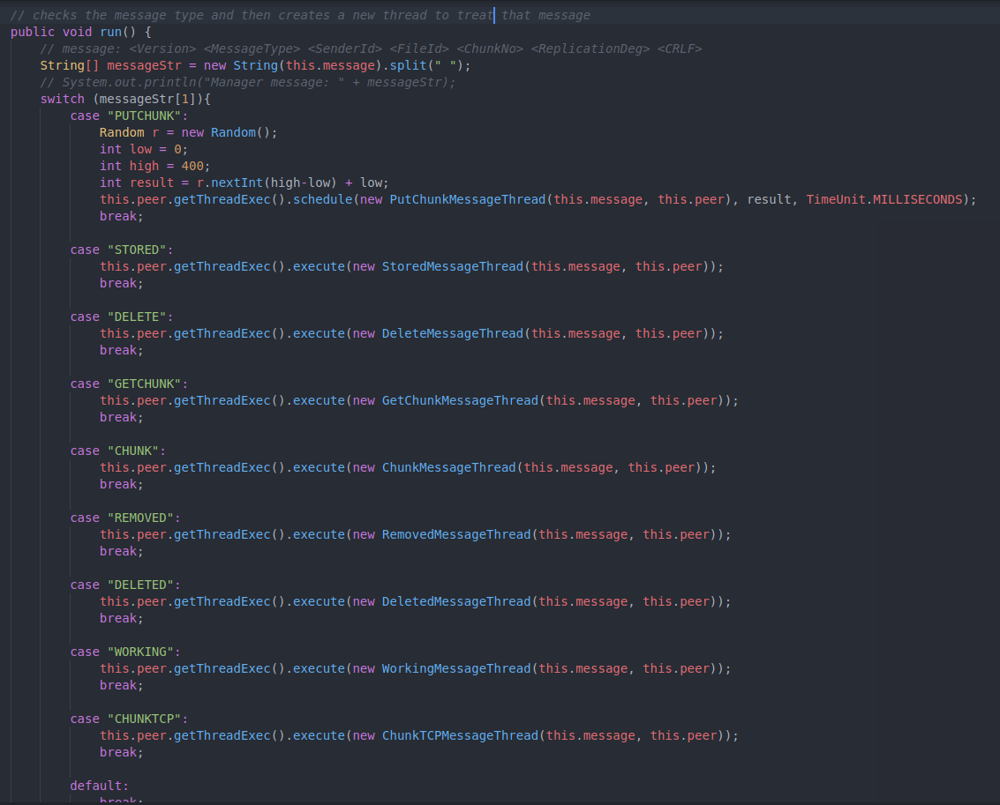 // checks the message type and then creates a new thread to treat that message
public void run() {
// message: <Version> <MessageType> <SenderId> <FileId> <ChunkNo> <ReplicationDeg> <CRLF>
String[] messageStr = new String(this.message).split(" ");
// System.out.println("Manager message: " + messageStr);
switch (messageStr[1]){
case "PUTCHUNK":
Random r = new Random();
int low = 0;
int high = 400;
int result = r.nextInt(high-low) + low;
this.peer.getThreadExec().schedule(new PutChunkMessageThread(this.message, this.peer), result, TimeUnit.MILLISECONDS);
break;
case "STORED":
this.peer.getThreadExec().execute(new StoredMessageThread(this.message, this.peer));
break;
case "DELETE":
this.peer.getThreadExec().execute(new DeleteMessageThread(this.message, this.peer));
break;
case "GETCHUNK":
this.peer.getThreadExec().execute(new GetChunkMessageThread(this.message, this.peer));
break;
case "CHUNK":
this.peer.getThreadExec().execute(new ChunkMessageThread(this.message, this.peer));
break;
case "REMOVED":
this.peer.getThreadExec().execute(new RemovedMessageThread(this.message, this.peer));
break;
case "DELETED":
this.peer.getThreadExec().execute(new DeletedMessageThread(this.message, this.peer));
break;
case "WORKING":
this.peer.getThreadExec().execute(new WorkingMessageThread(this.message, this.peer));
break;
case "CHUNKTCP":
this.peer.getThreadExec().execute(new ChunkTCPMessageThread(this.message, this.peer));
break;
default:
break;